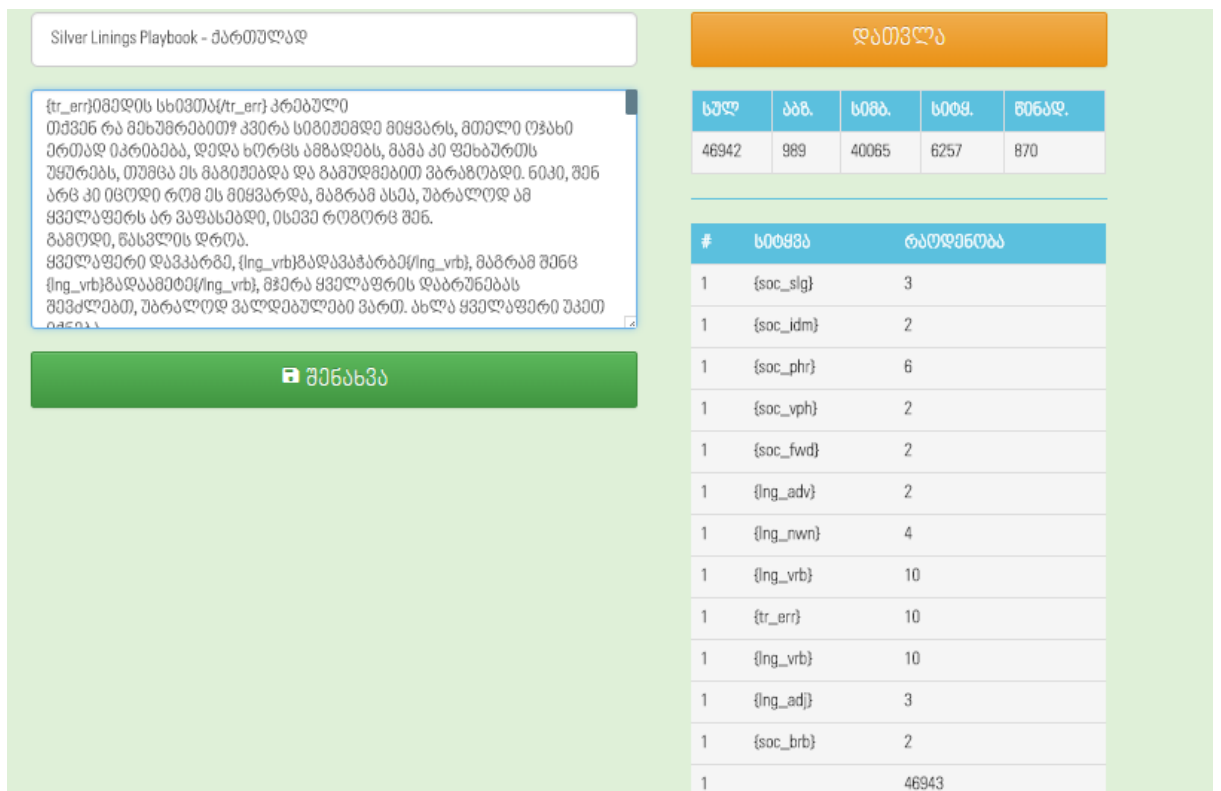 Silver Linings Playbook - ქართულად
{tr_err}იმედის სხივთა{/tr_err} კრებული
თქვენ რა მეხუმრებით? კვირა სიგიჟემდე მიყვარს, მთელი ოჯახი
ერთად იკრიბება, დედა ხორცს ამზადებს, მამა კი ფეხბურთს
უყურებს, თუმცა ეს მაგიჟებდა და გამუდმებით ვბრაზობდი. ნიკი, შენ
არც კი იცოდი რომ ეს მიყვარდა, მაგრამ ასეა, უბრალოდ ამ
ყველაფერს არ ვაფასებდი, ისევე როგორც შენ.
გამოდი, წასვლის დროა.
ყველაფერი დავკარგე, {lng_vrb}გადავაჭარბე{/lng_vrb}, მაგრამ შენც
{lng_vrb}გადაამეტე{/lng_vrb}, მჯერა ყველაფრის დაბრუნებას
შევძლებთ, უბრალოდ ვალდებულები ვართ. ახლა ყველაფერი უკეთ
იქნება
შენახვა
დათვლა
სულ აბზ. სიმბ. სიტყ. წინად.
46942 989 40065 6257 870
# სიტყვა რაოდენობა
1 {soc_slg} 3
1 {soc_idm} 2
1 {soc_phr} 6
1 {soc_vph} 2
1 {soc_fwd} 2
1 {lng_adv} 2
1 {lng_nwn} 4
1 {lng_vrb} 10
1 {tr_err} 10
1 {lng_vrb} 10
1 {lng_adj} 3
1 {soc_brb} 2
1 46943